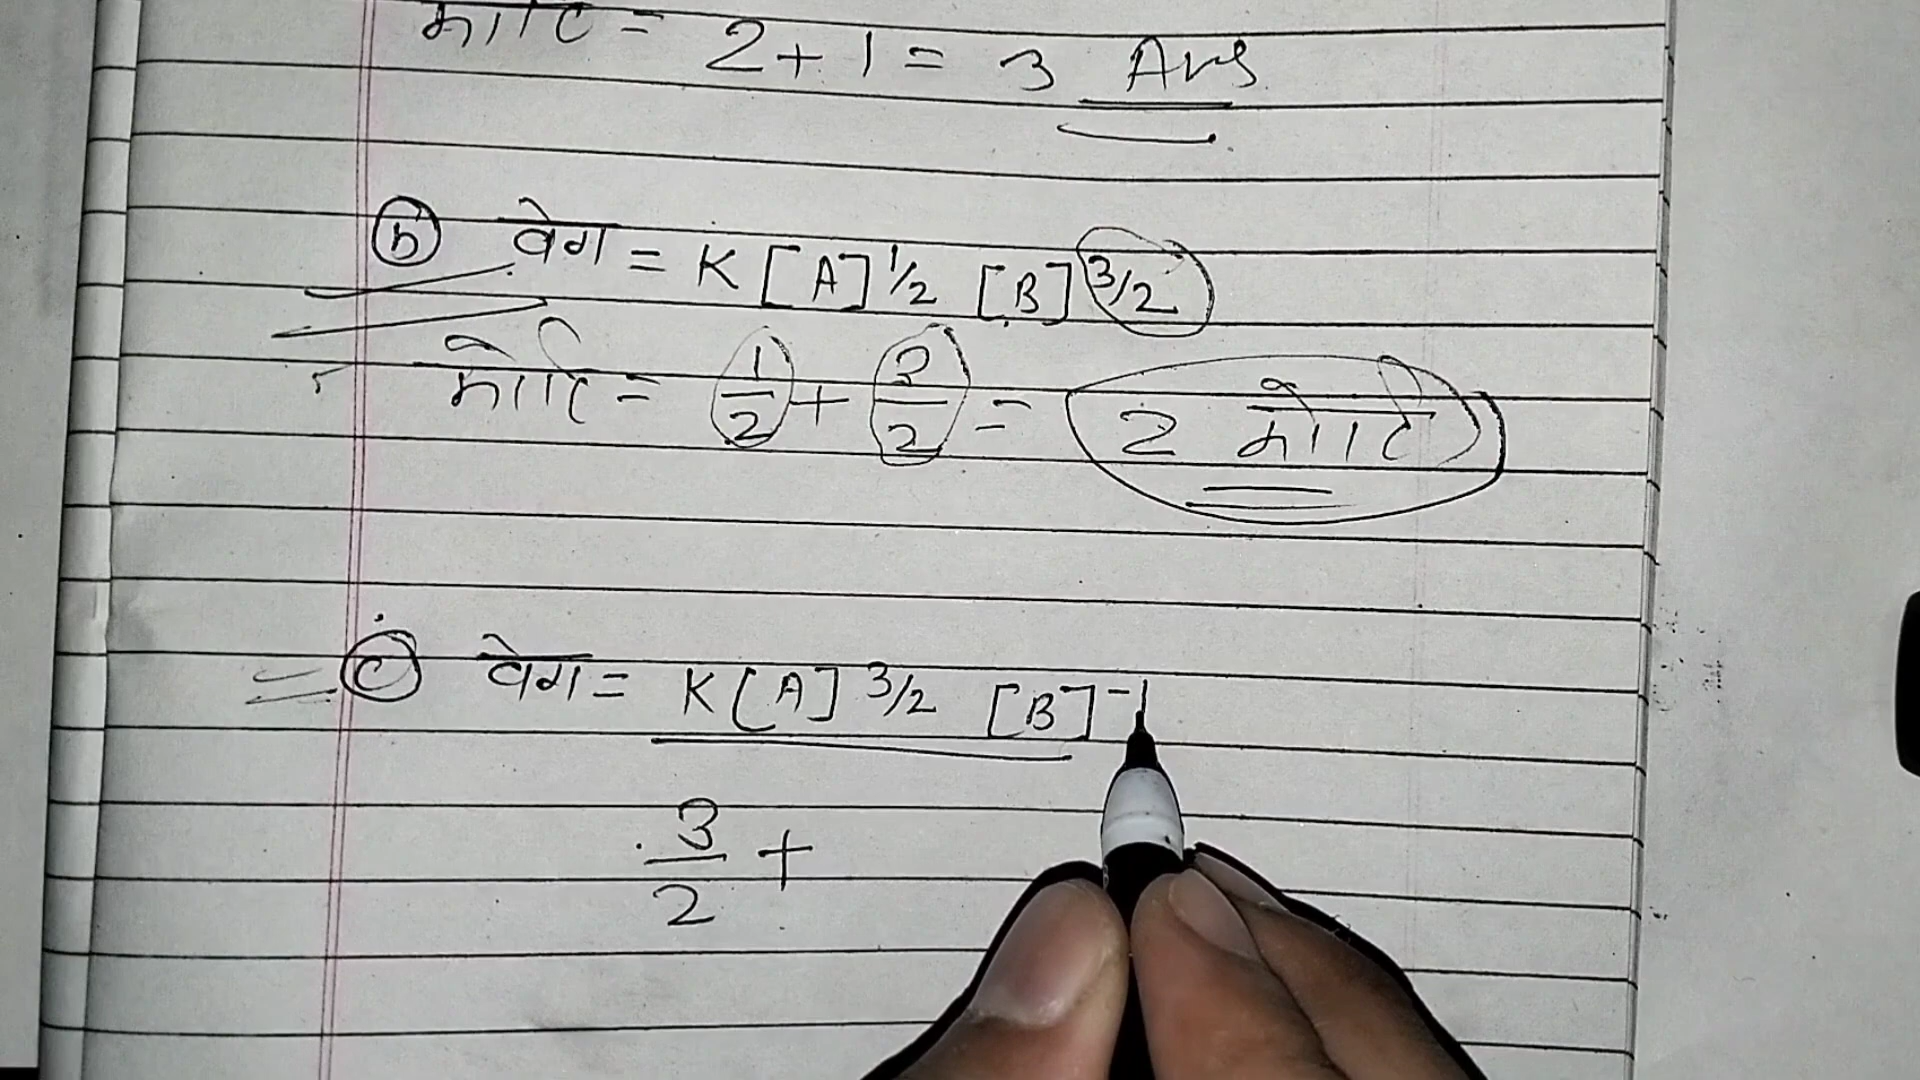 कोटि = 2 + 1 = 3 Ans
(b) वेग = K [A]^1/2 [B]^3/2
कोटि = 1/2 + 3/2 = 2 कोटि
(c) वेग = K [A]^3/2 [B]^-1
3/2 +